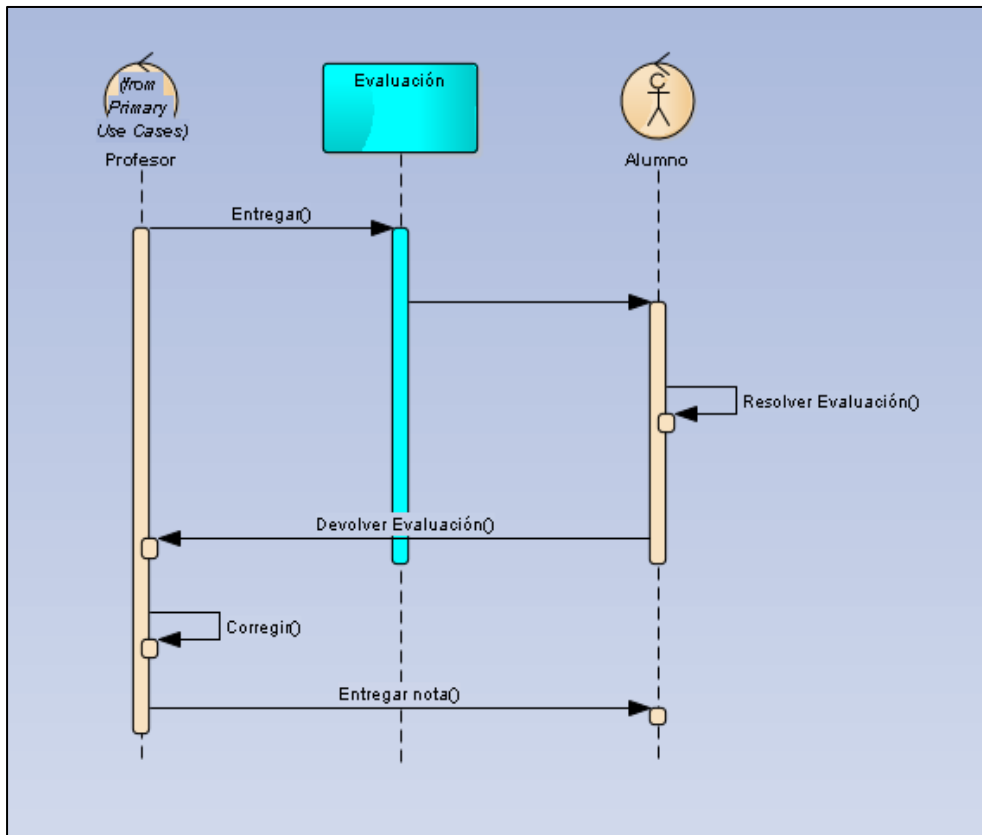 (from
Primary
Use Cases)
Profesor
Evaluación
C
Alumno
Entregar()
Resolver Evaluación()
Devolver Evaluación()
Corregir()
Entregar nota()